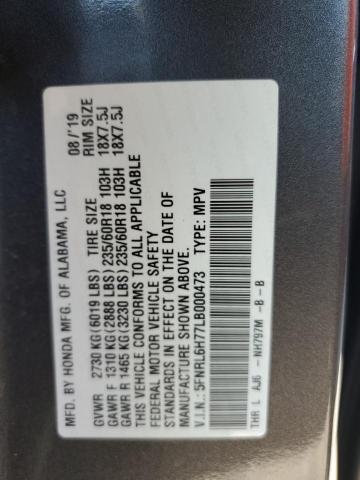 MFD. BY HONDA MFG. OF ALABAMA, LLC 08/'19
GVWR 2730 KG(6019 LBS) TIRE SIZE RIM SIZE
GAWR F 1310 KG(2888 LBS)235/60R18 103H 18X7.5J
GAWR R 1465 KG(3230 LBS)235/60R18 103H 18X7.5J
THIS VEHICLE CONFORMS TO ALL APPLICABLE
FEDERAL MOTOR VEHICLE SAFETY
STANDARDS IN EFFECT ON THE DATE OF
MANUFACTURE SHOWN ABOVE.
V.I.N.: 5FNRL6H77LB000473 TYPE: MPV
THR L AJ6 - NH797M -B -B